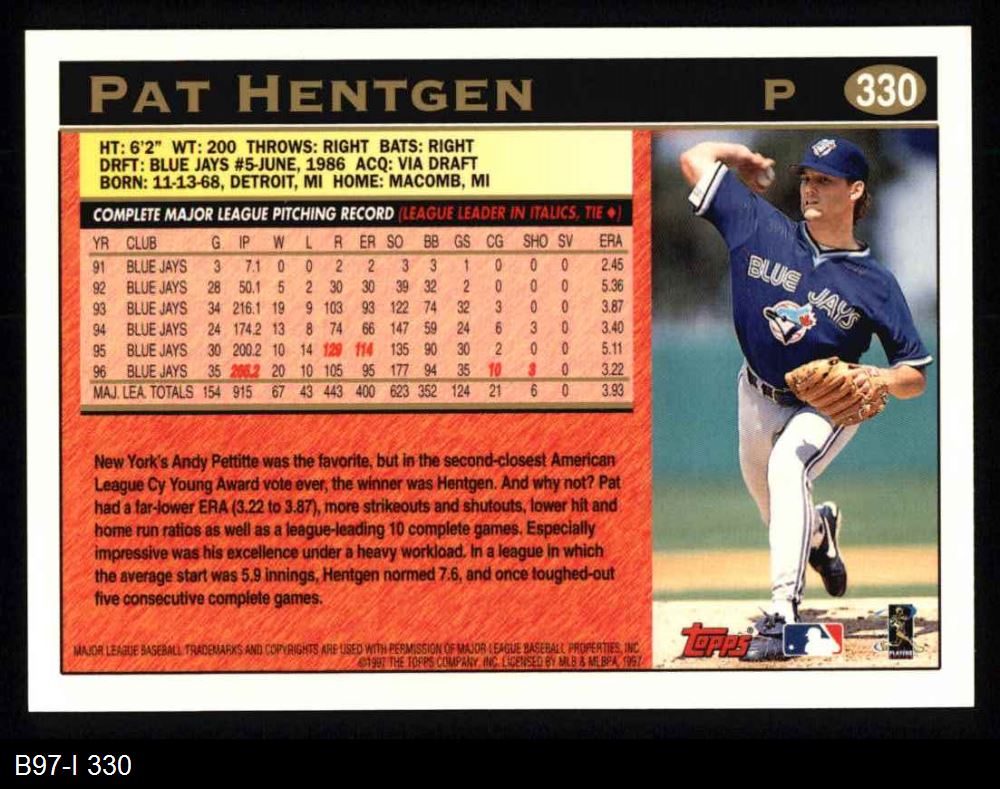 PAT HENTGEN P 330
HT: 6'2" WT: 200 THROWS: RIGHT BATS: RIGHT
DRFT: BLUE JAYS #5-JUNE, 1986 ACQ: VIA DRAFT
BORN: 11-13-68, DETROIT, MI HOME: MACOMB, MI
COMPLETE MAJOR LEAGUE PITCHING RECORD (LEAGUE LEADER IN ITALICS, TIE ♦)
YR CLUB G IP W L R ER SO BB GS CG SHO SV ERA
91 BLUE JAYS 3 7.1 0 0 2 2 3 3 1 0 0 0 2.45
92 BLUE JAYS 28 50.1 5 2 30 30 39 32 2 0 0 0 5.36
93 BLUE JAYS 34 216.1 19 9 103 93 122 74 32 3 0 0 3.87
94 BLUE JAYS 24 174.2 13 8 74 66 147 59 24 6 3 0 3.40
95 BLUE JAYS 30 200.2 10 14 129 114 135 90 30 2 0 0 5.11
96 BLUE JAYS 35 265.2 20 10 105 95 177 94 35 10 3 0 3.22
MAJ. LEA. TOTALS 154 915 67 43 443 400 623 352 124 21 6 0 3.93
New York's Andy Pettitte was the favorite, but in the second-closest American
League Cy Young Award vote ever, the winner was Hentgen. And why not? Pat
had a far-lower ERA (3.22 to 3.87), more strikeouts and shutouts, lower hit and
home run ratios as well as a league-leading 10 complete games. Especially
impressive was his excellence under a heavy workload. In a league in which
the average start was 5.9 innings, Hentgen normed 7.6, and once toughed-out
five consecutive complete games.
MAJOR LEAGUE BASEBALL TRADEMARKS AND COPYRIGHTS ARE USED WITH PERMISSION OF MAJOR LEAGUE BASEBALL PROPERTIES, INC.
©1997 THE TOPPS COMPANY, INC. LICENSED BY MLB & MLBPA, 1997
BLUE JAYS
TOPPS®
PLAYERS
B97-I 330